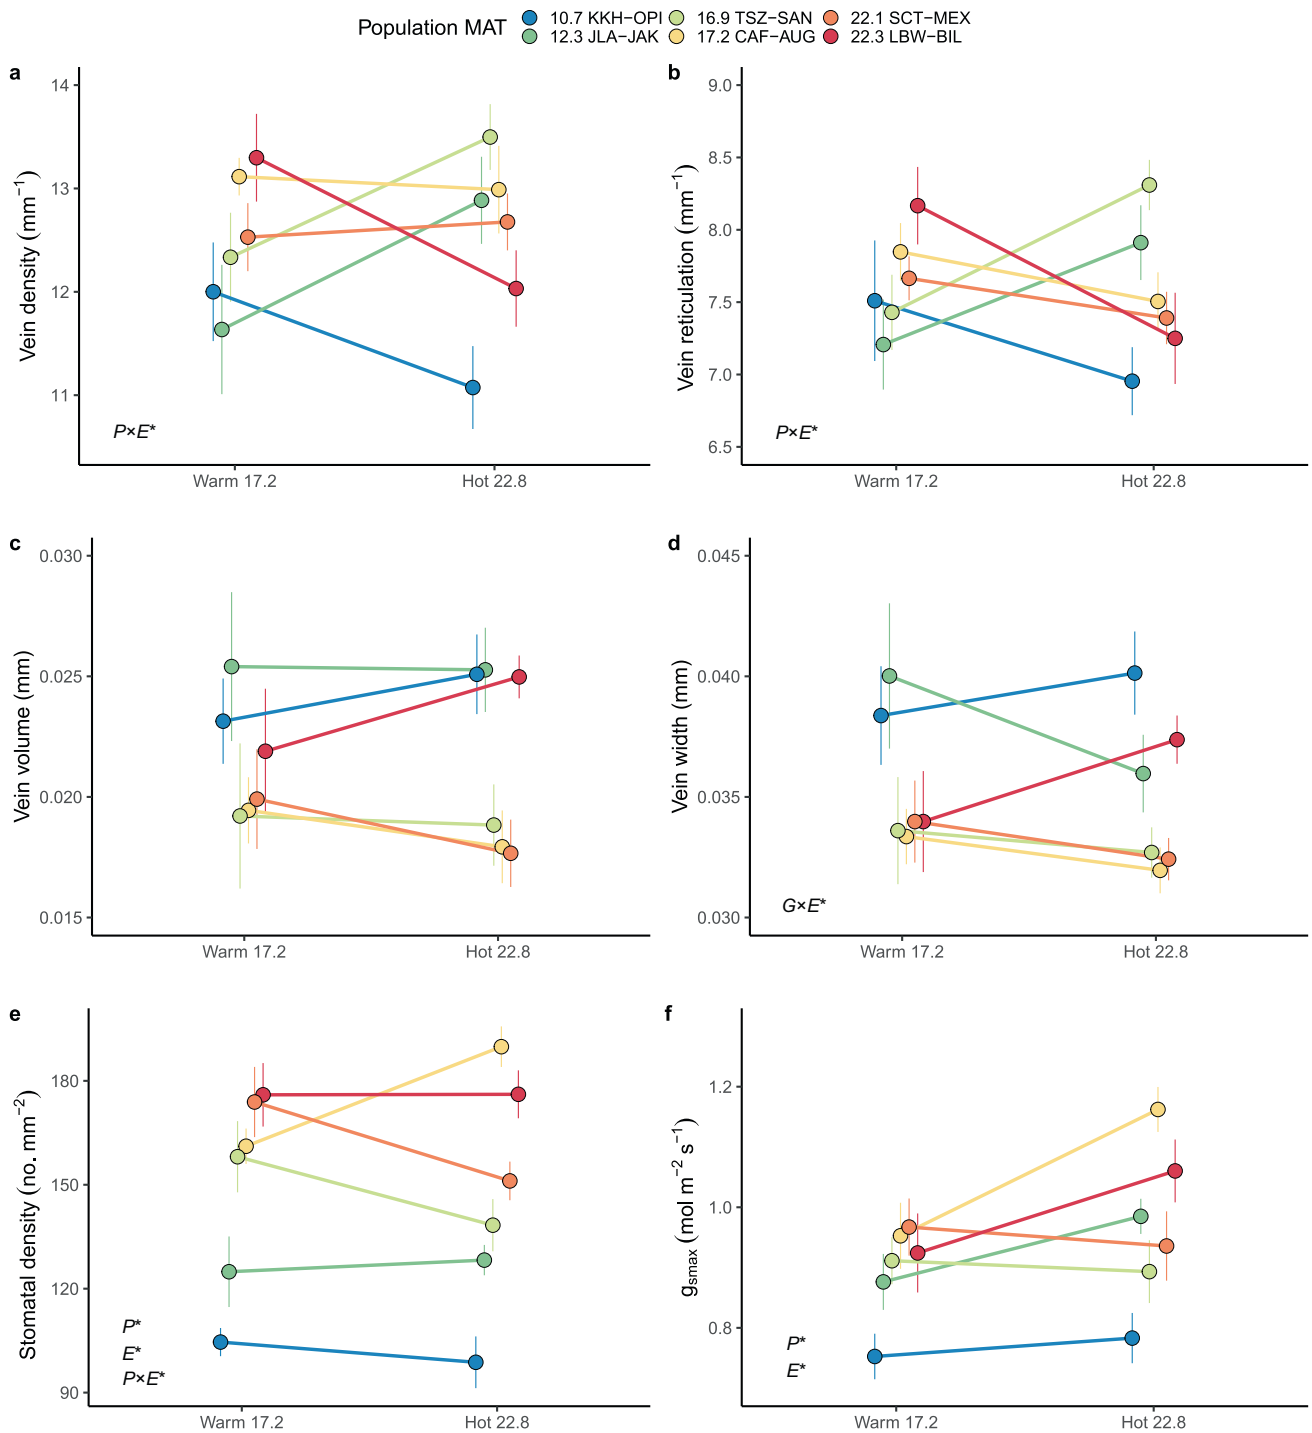 Population MAT
10.7 KKH−OPI
16.9 TSZ−SAN
22.1 SCT−MEX
12.3 JLA−JAK
17.2 CAF−AUG
22.3 LBW−BIL
a
Vein density (mm⁻¹)
14
13
12
11
P×E*
Warm 17.2
Hot 22.8
b
Vein reticulation (mm⁻¹)
9.0
8.5
8.0
7.5
7.0
6.5
P×E*
Warm 17.2
Hot 22.8
c
Vein volume (mm)
0.030
0.025
0.020
0.015
Warm 17.2
Hot 22.8
d
Vein width (mm)
0.045
0.040
0.035
0.030
G×E*
Warm 17.2
Hot 22.8
e
Stomatal density (no. mm⁻²)
180
150
120
90
P*
E*
P×E*
Warm 17.2
Hot 22.8
f
gsmax (mol m⁻² s⁻¹)
1.2
1.0
0.8
P*
E*
Warm 17.2
Hot 22.8